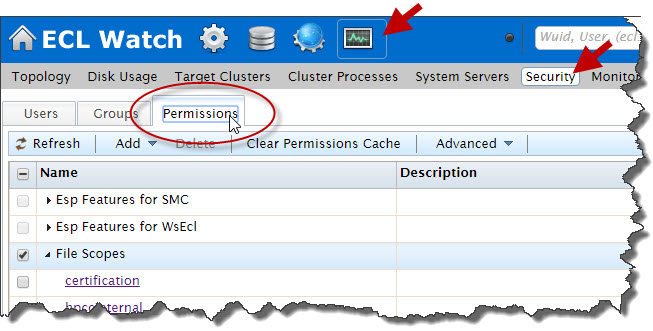 ECL Watch
Wuid, User, (ecl
Topology Disk Usage Target Clusters Cluster Processes System Servers Security Monito
Users Groups Permissions
Refresh Add Delete Clear Permissions Cache Advanced
Name Description
Esp Features for SMC
Esp Features for WsEcl
File Scopes
certification